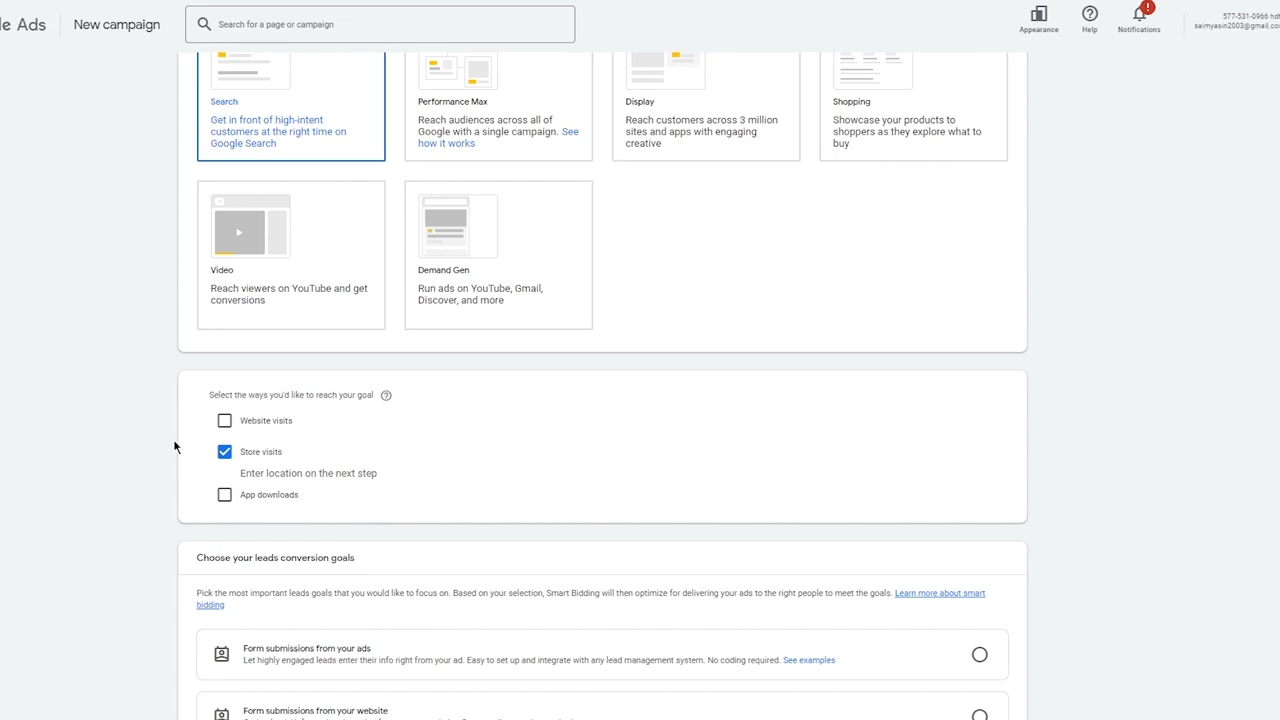 le Ads
New campaign
Search for a page or campaign
Appearance
Help
Notifications
577-531-0966
saimyasin2003@gmail.co
Search
Get in front of high-intent
customers at the right time on
Google Search
Performance Max
Reach audiences across all of
Google with a single campaign. See
how it works
Display
Reach customers across 3 million
sites and apps with engaging
creative
Shopping
Showcase your products to
shoppers as they explore what to
buy
Video
Reach viewers on YouTube and get
conversions
Demand Gen
Run ads on YouTube, Gmail,
Discover, and more
Select the ways you'd like to reach your goal
Website visits
Store visits
Enter location on the next step
App downloads
Choose your leads conversion goals
Pick the most important leads goals that you would like to focus on. Based on your selection, Smart Bidding will then optimize for delivering your ads to the right people to meet the goals. Learn more about smart
bidding
Form submissions from your ads
Let highly engaged leads enter their info right from your ad. Easy to set up and integrate with any lead management system. No coding required. See examples
Form submissions from your website